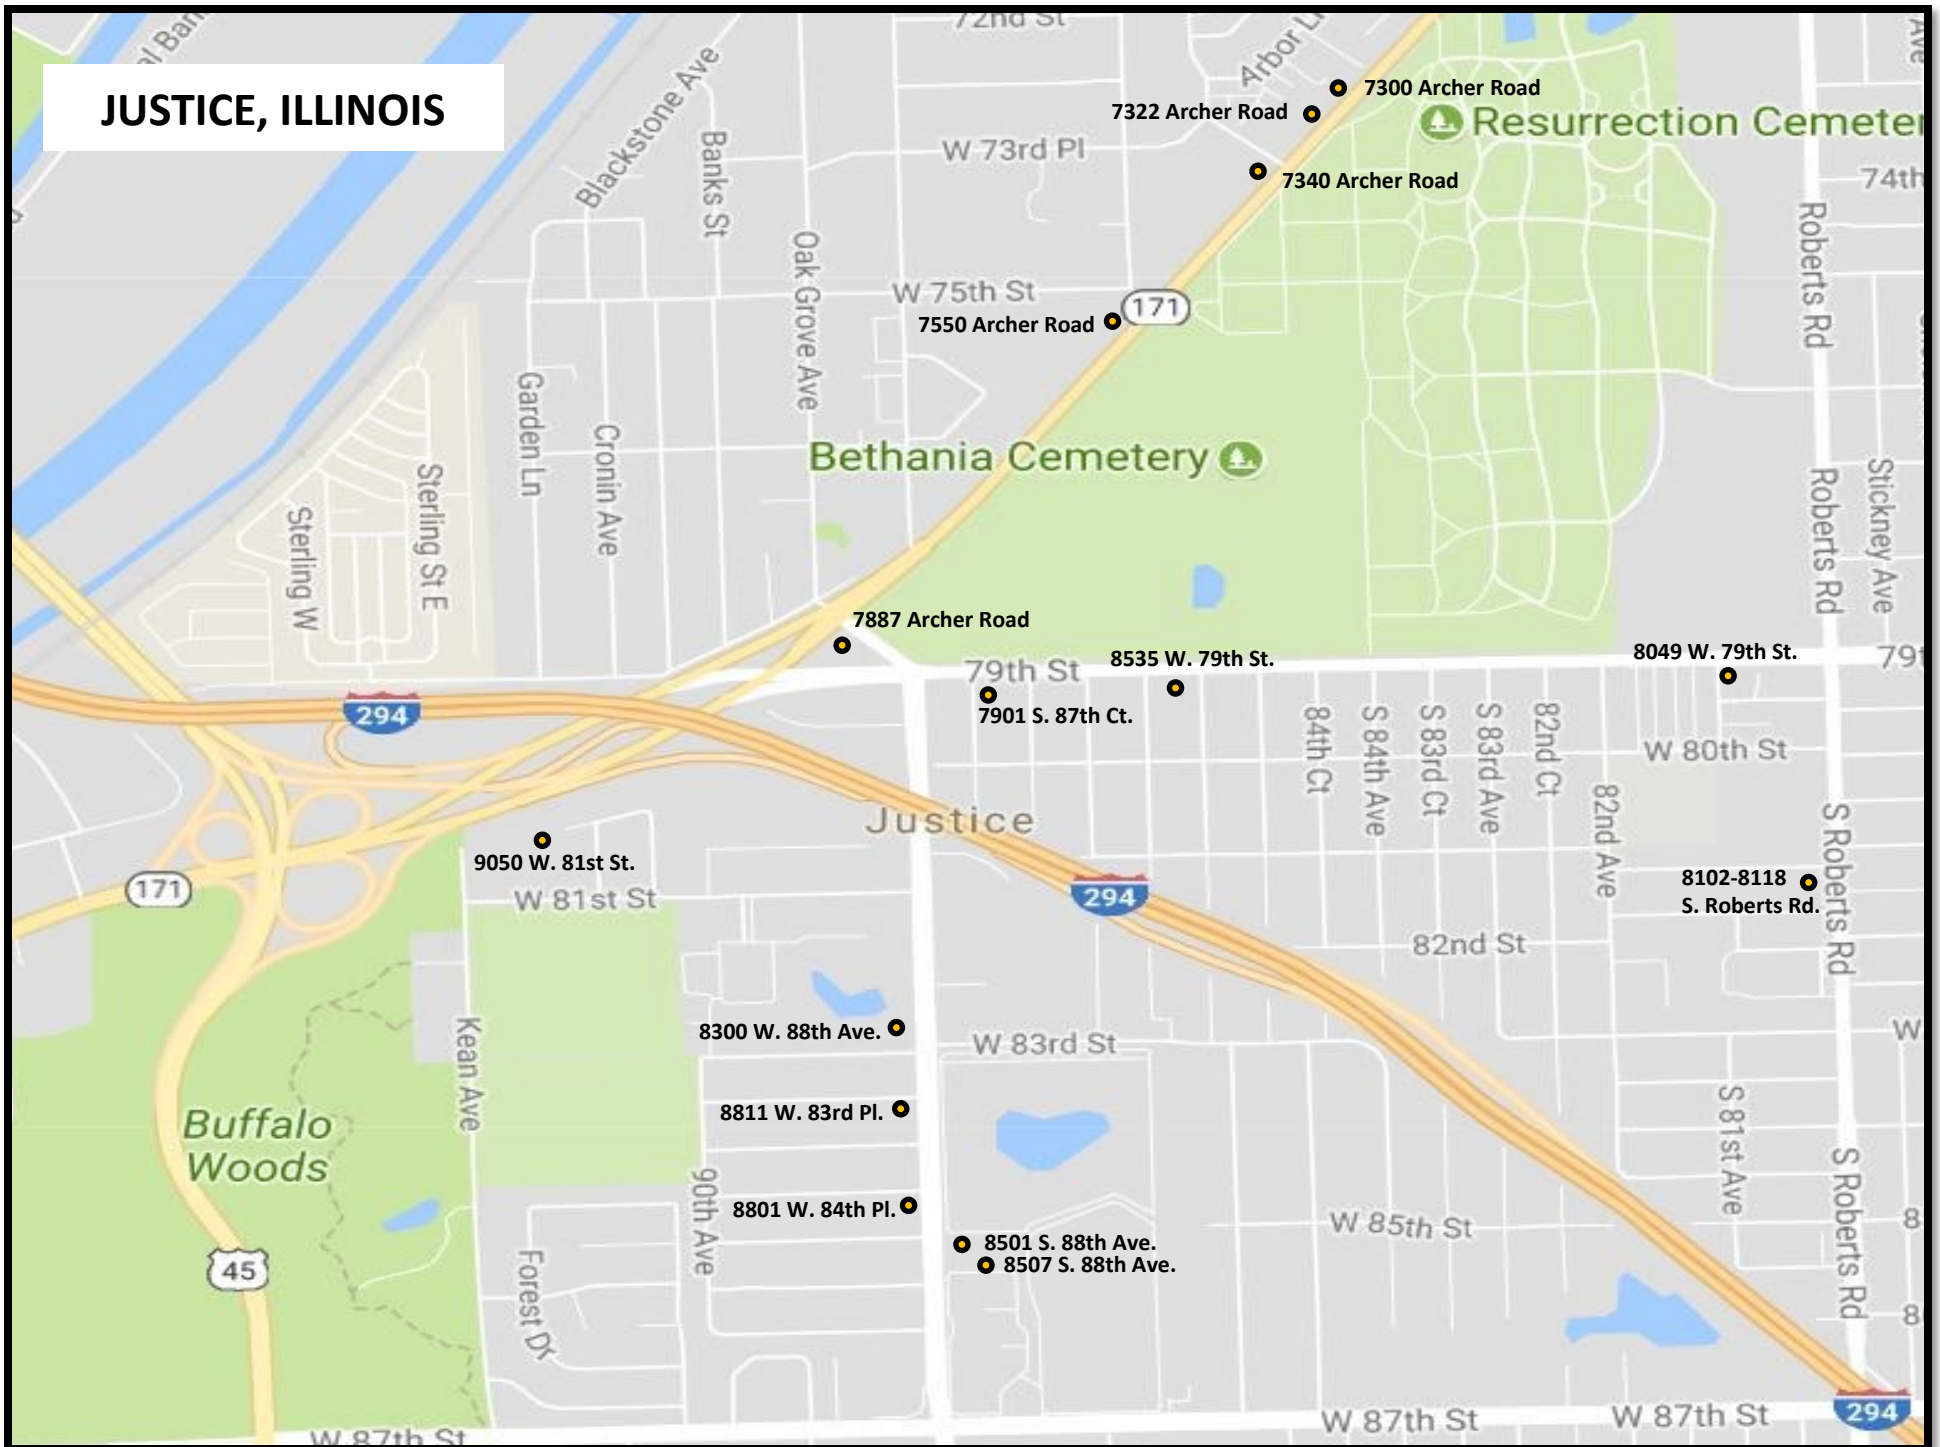 72nd St
JUSTICE, ILLINOIS
Blackstone Ave
Banks St
7300 Archer Road
7322 Archer Road
Resurrection Cemeter
W 73rd Pl
7340 Archer Road
74th
Roberts Rd
Oak Grove Ave
W 75th St
171
7550 Archer Road
Garden Ln
Cronin Ave
Bethania Cemetery
Sterling St E
Sterling W
Roberts Rd
Stickney Ave
7887 Archer Road
79th St
8535 W. 79th St.
8049 W. 79th St.
7901 S. 87th Ct.
294
84th Ct
S 84th Ave
S 83rd Ct
S 83rd Ave
82nd Ct
W 80th St
82nd Ave
Justice
S Roberts Rd
9050 W. 81st St.
171
W 81st St
294
8102-8118
S. Roberts Rd.
82nd St
8300 W. 88th Ave.
W 83rd St
Kean Ave
8811 W. 83rd Pl.
S 81st Ave
Buffalo
Woods
90th Ave
8801 W. 84th Pl.
W 85th St
S Roberts Rd
8501 S. 88th Ave.
8507 S. 88th Ave.
45
Forest Dr
W 87th St
W 87th St
294
W 87th St